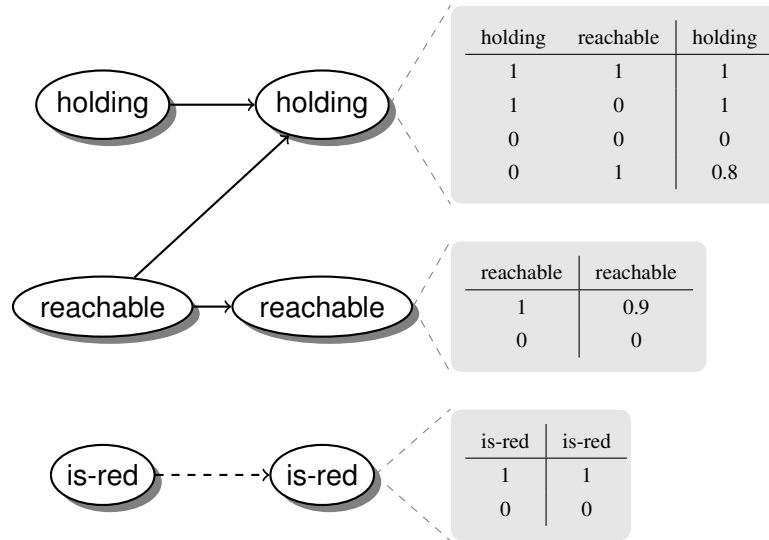 holding holding
holding reachable holding
1 1 1
1 0 1
0 0 0
0 1 0.8
reachable reachable
reachable reachable
1 0.9
0 0
is-red is-red
is-red is-red
1 1
0 0